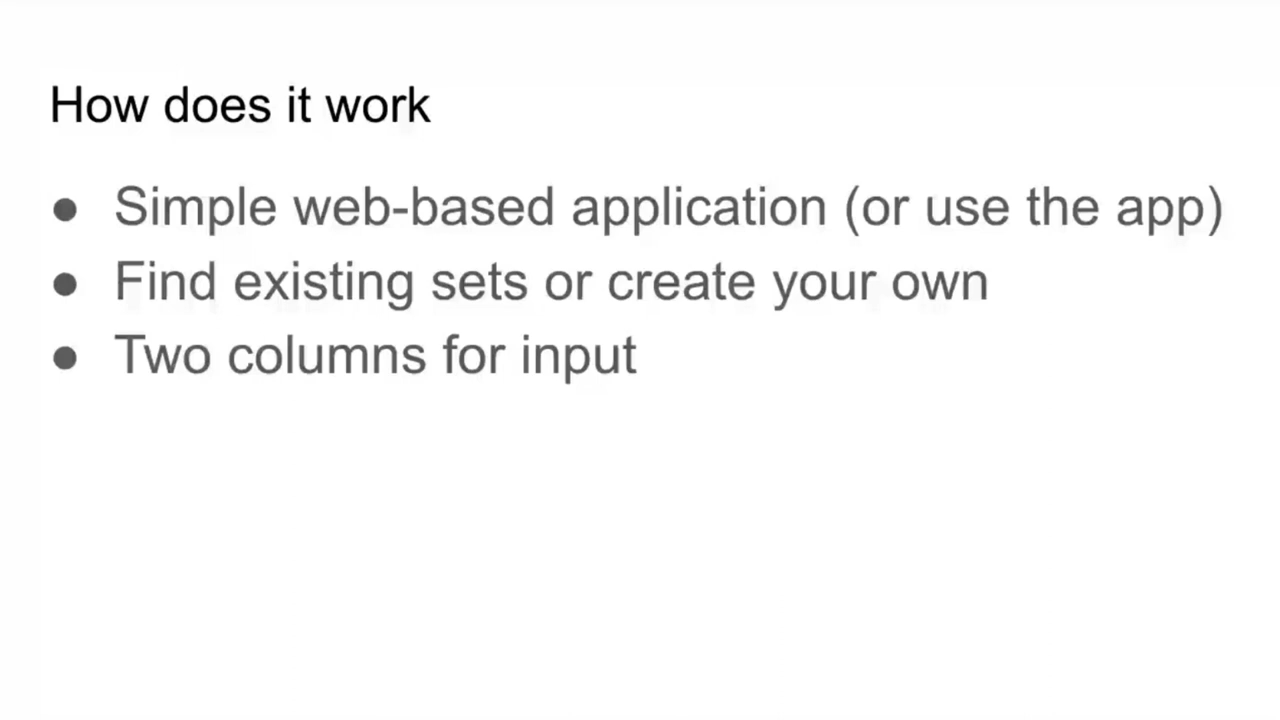 How does it work
● Simple web-based application (or use the app)
● Find existing sets or create your own
● Two columns for input